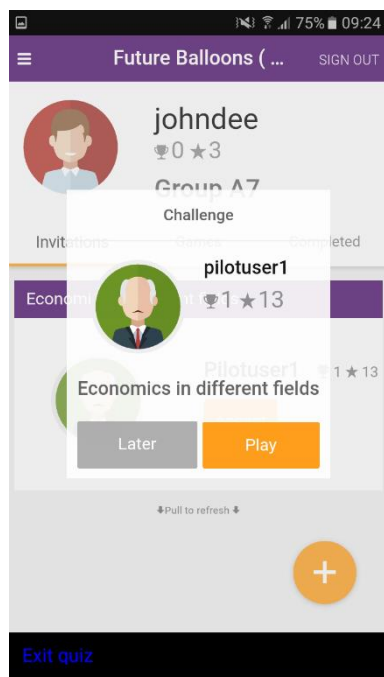 75% 09:24
Future Balloons ( ... SIGN OUT
johndee
0 ★3
Group A7
Challenge
Invitations Games Completed
pilotuser1
1 ★13
Pilotuser1 1 ★ 13
Economics in different fields
Later Play
Pull to refresh
+
Exit quiz